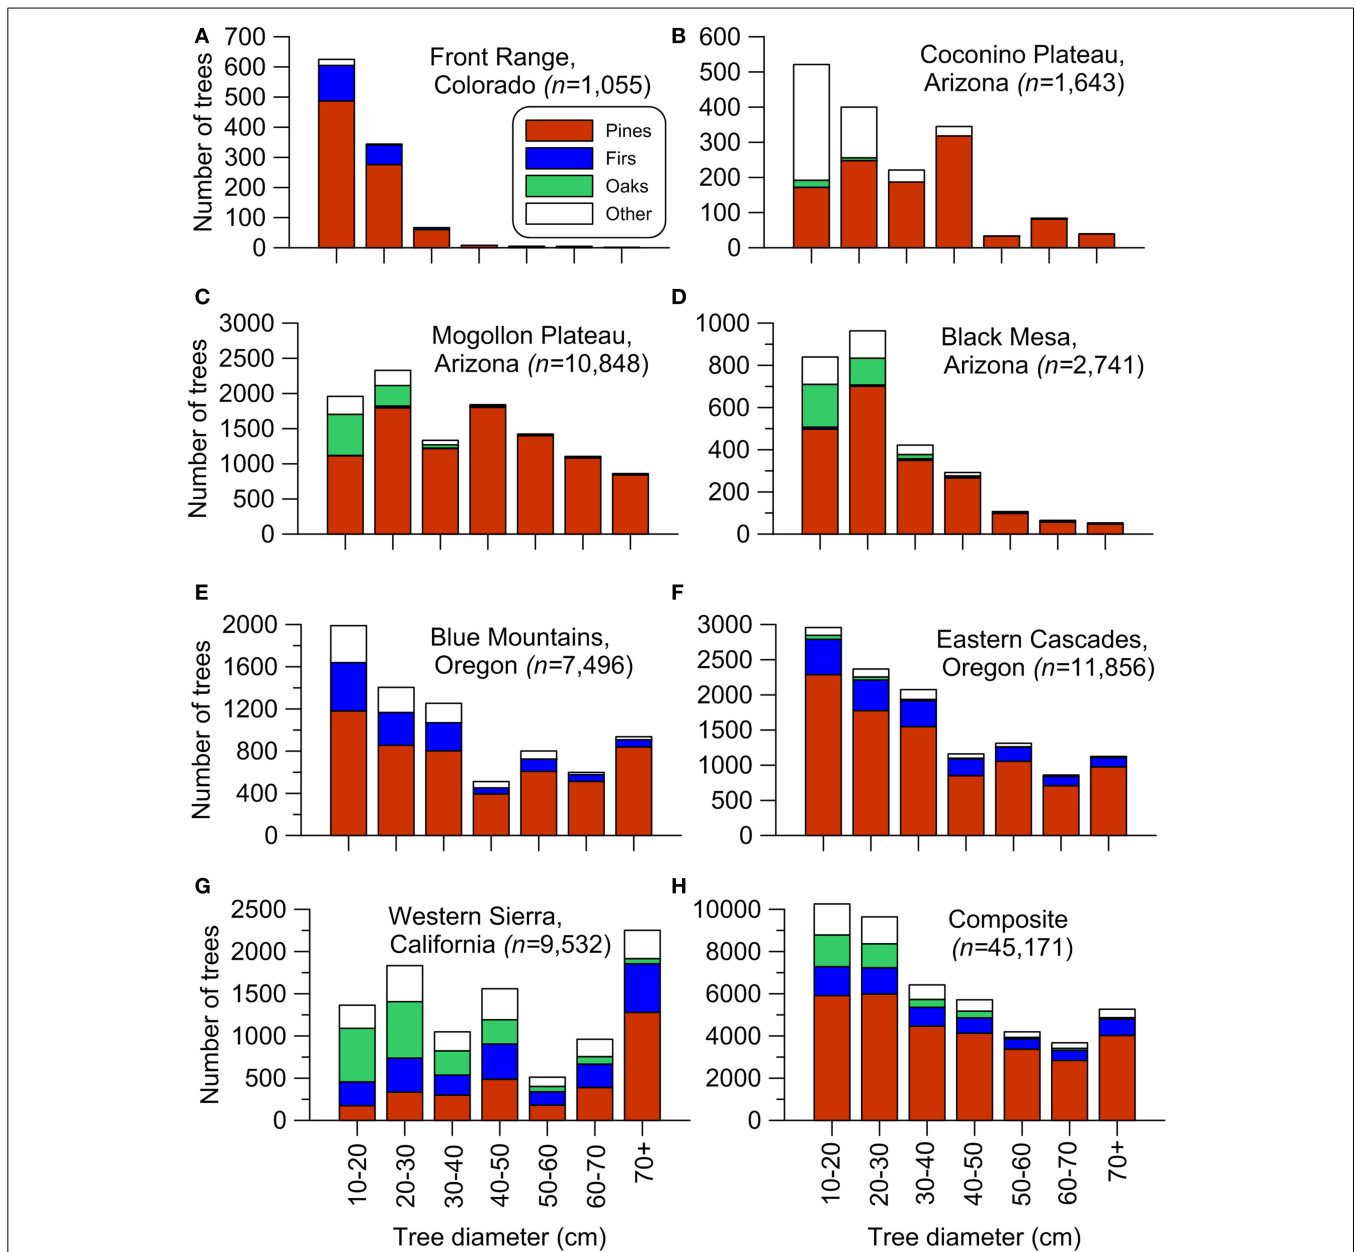 A
Number of trees
700
600
500
400
300
200
100
0
Front Range,
Colorado (n=1,055)
Pines
Firs
Oaks
Other
B
600
500
400
300
200
100
0
Coconino Plateau,
Arizona (n=1,643)
C
Number of trees
3000
2500
2000
1500
1000
500
0
Mogollon Plateau,
Arizona (n=10,848)
D
1000
800
600
400
200
0
Black Mesa,
Arizona (n=2,741)
E
Number of trees
2000
1600
1200
800
400
0
Blue Mountains,
Oregon (n=7,496)
F
3000
2500
2000
1500
1000
500
0
Eastern Cascades,
Oregon (n=11,856)
G
Number of trees
2500
2000
1500
1000
500
0
Western Sierra,
California (n=9,532)
10-20
20-30
30-40
40-50
50-60
60-70
70+
Tree diameter (cm)
H
10000
8000
6000
4000
2000
0
Composite
(n=45,171)
10-20
20-30
30-40
40-50
50-60
60-70
70+
Tree diameter (cm)